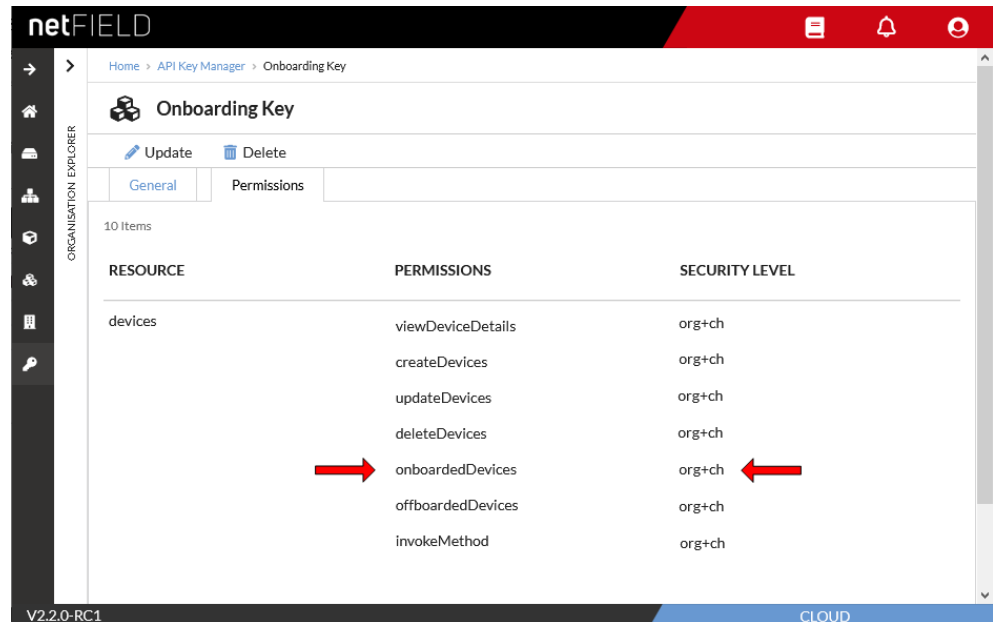 netFIELD
Home > API Key Manager > Onboarding Key
Onboarding Key
ORGANISATION EXPLORER
Update Delete
General Permissions
10 Items
RESOURCE PERMISSIONS SECURITY LEVEL
devices viewDeviceDetails org+ch
createDevices org+ch
updateDevices org+ch
deleteDevices org+ch
onboardedDevices org+ch
offboardedDevices org+ch
invokeMethod org+ch
V2.2.0-RC1 CLOUD